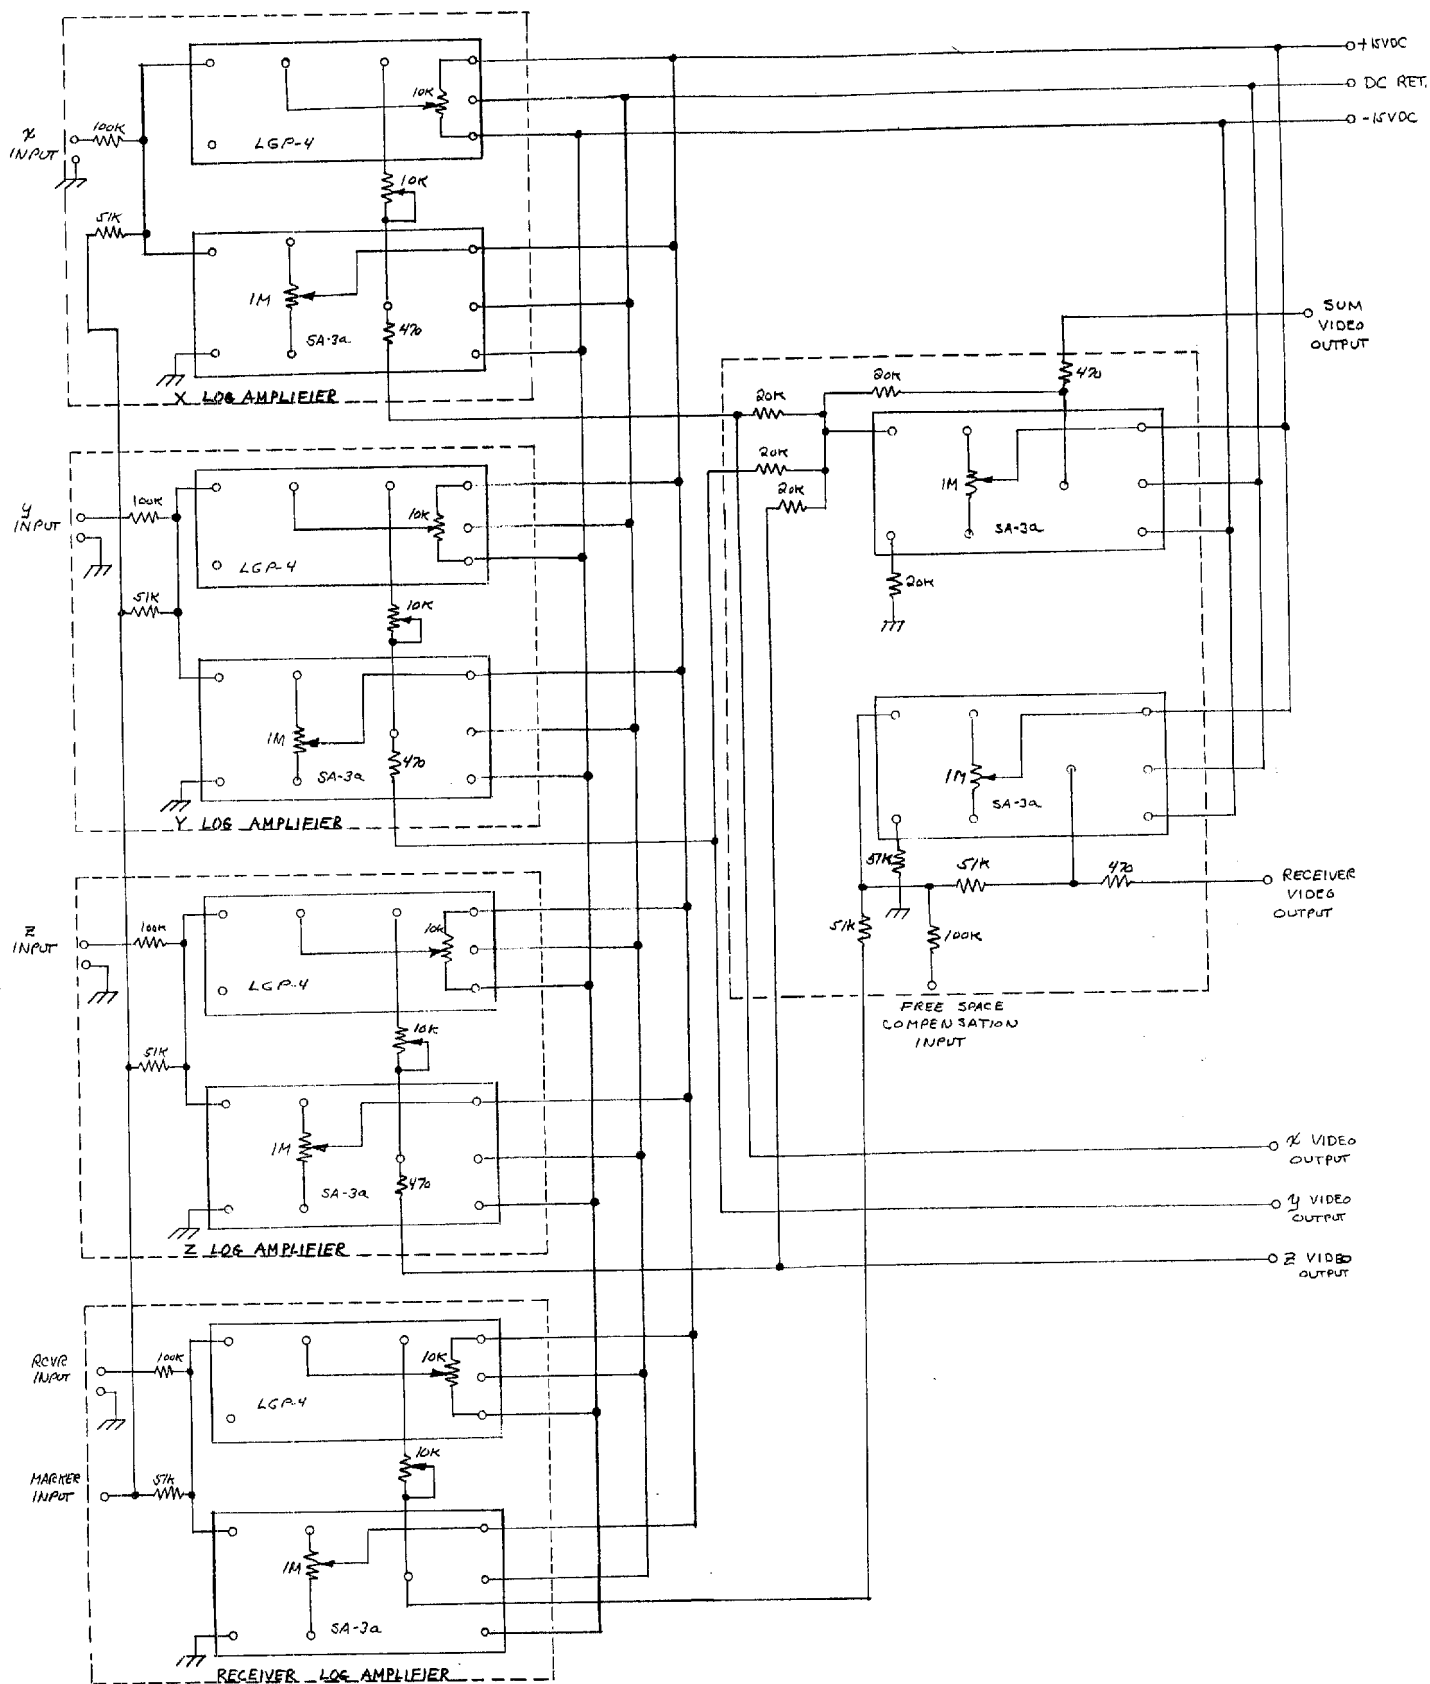 +15VDC
DC RET.
-15VDC
X
INPUT
100K
10K
LGP-4
10K
51K
1M
SA-3a
470
X LOG AMPLIFIER
SUM
VIDEO
OUTPUT
470
20K
20K
20K
20K
1M
SA-3a
20K
Y
INPUT
100K
10K
LGP-4
10K
51K
1M
SA-3a
470
Y LOG AMPLIFIER
1M
SA-3a
51K
51K
470
RECEIVER
VIDEO
OUTPUT
51K
100K
FREE SPACE
COMPENSATION
INPUT
Z
INPUT
100K
10K
LGP-4
10K
51K
1M
SA-3a
470
Z LOG AMPLIFIER
X VIDEO
OUTPUT
Y VIDEO
OUTPUT
Z VIDEO
OUTPUT
RCVR
INPUT
100K
10K
LGP-4
10K
MARKER
INPUT
51K
1M
SA-3a
RECEIVER LOG AMPLIFIER